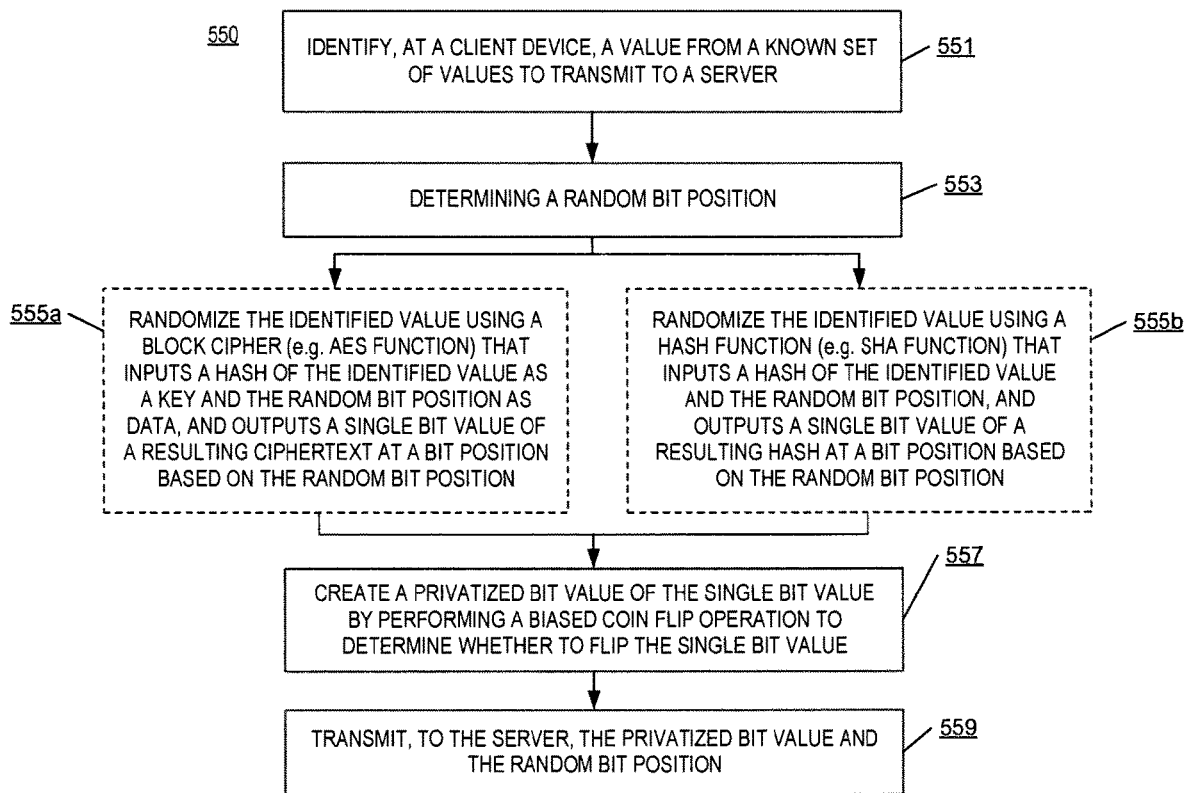 550
IDENTIFY, AT A CLIENT DEVICE, A VALUE FROM A KNOWN SET
OF VALUES TO TRANSMIT TO A SERVER
551
DETERMINING A RANDOM BIT POSITION
553
555a
RANDOMIZE THE IDENTIFIED VALUE USING A
BLOCK CIPHER (e.g. AES FUNCTION) THAT
INPUTS A HASH OF THE IDENTIFIED VALUE AS
A KEY AND THE RANDOM BIT POSITION AS
DATA, AND OUTPUTS A SINGLE BIT VALUE OF
A RESULTING CIPHERTEXT AT A BIT POSITION
BASED ON THE RANDOM BIT POSITION
RANDOMIZE THE IDENTIFIED VALUE USING A
HASH FUNCTION (e.g. SHA FUNCTION) THAT
INPUTS A HASH OF THE IDENTIFIED VALUE
AND THE RANDOM BIT POSITION, AND
OUTPUTS A SINGLE BIT VALUE OF A
RESULTING HASH AT A BIT POSITION BASED
ON THE RANDOM BIT POSITION
555b
CREATE A PRIVATIZED BIT VALUE OF THE SINGLE BIT VALUE
BY PERFORMING A BIASED COIN FLIP OPERATION TO
DETERMINE WHETHER TO FLIP THE SINGLE BIT VALUE
557
TRANSMIT, TO THE SERVER, THE PRIVATIZED BIT VALUE AND
THE RANDOM BIT POSITION
559